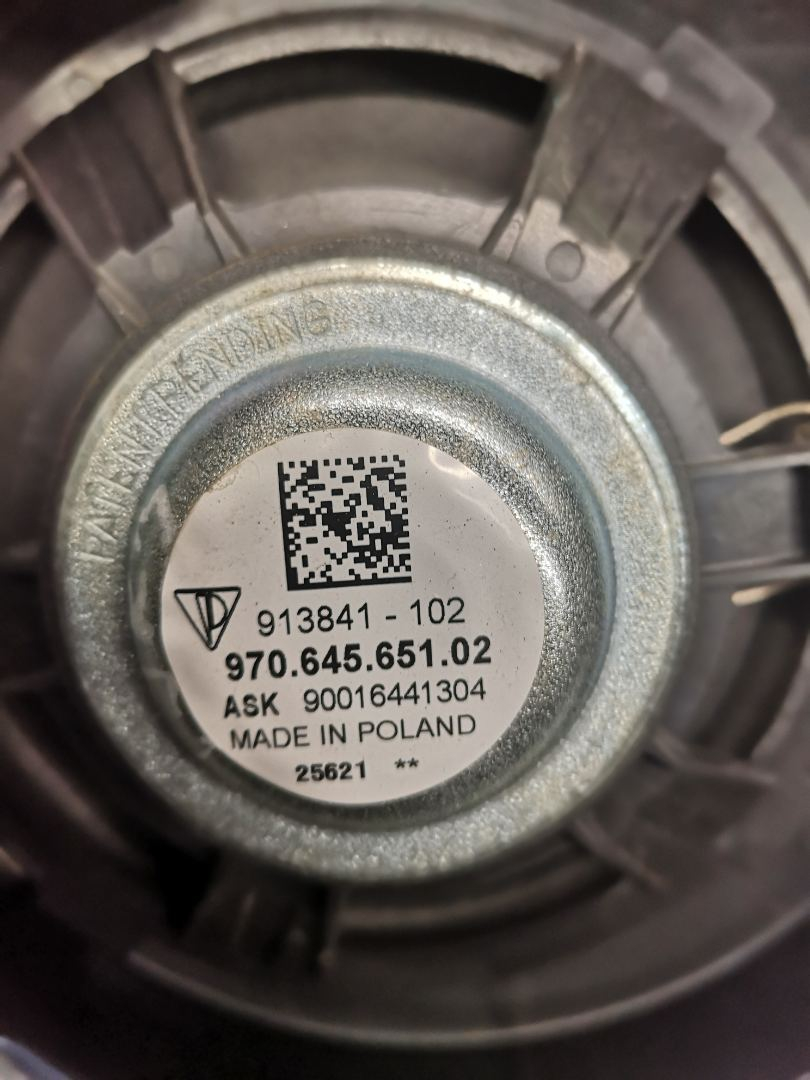 PATENT PENDING
913841 - 102
970.645.651.02
ASK 90016441304
MADE IN POLAND
25621 **